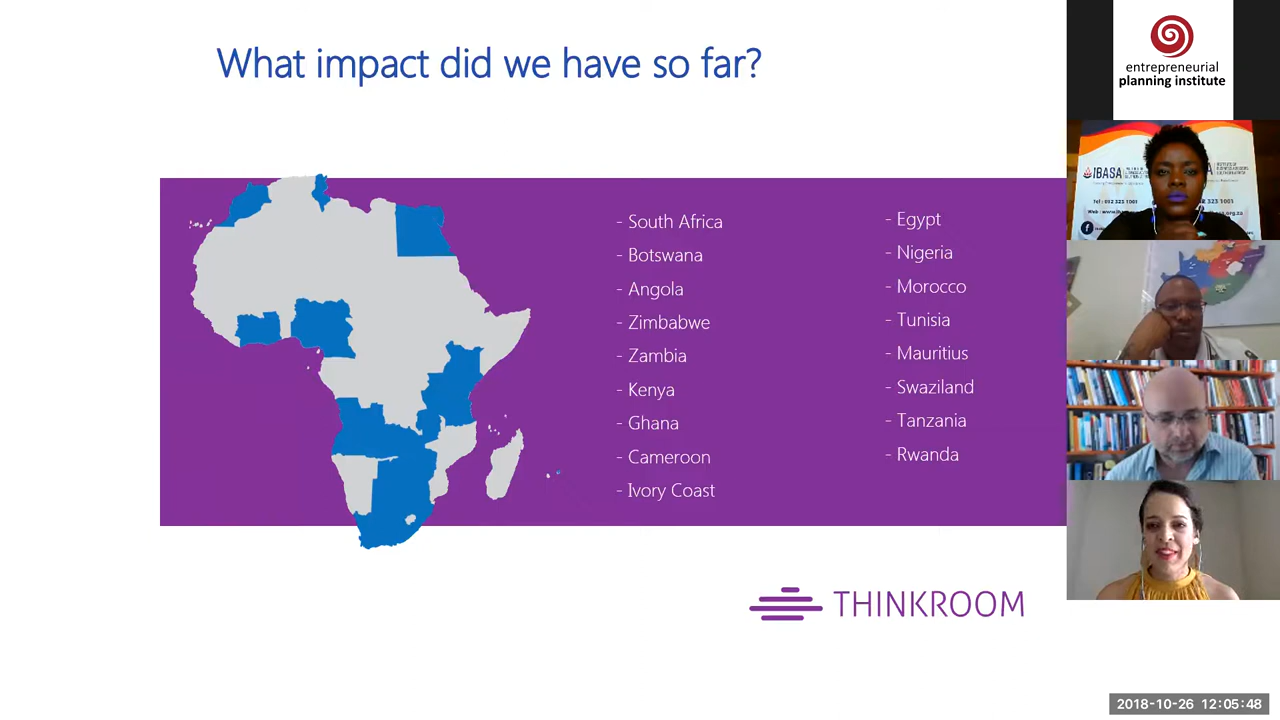 What impact did we have so far?
- South Africa
- Botswana
- Angola
- Zimbabwe
- Zambia
- Kenya
- Ghana
- Cameroon
- Ivory Coast
- Egypt
- Nigeria
- Morocco
- Tunisia
- Mauritius
- Swaziland
- Tanzania
- Rwanda
THINKROOM
entrepreneurial
planning institute
IBASA
2018-10-26 12:05:48